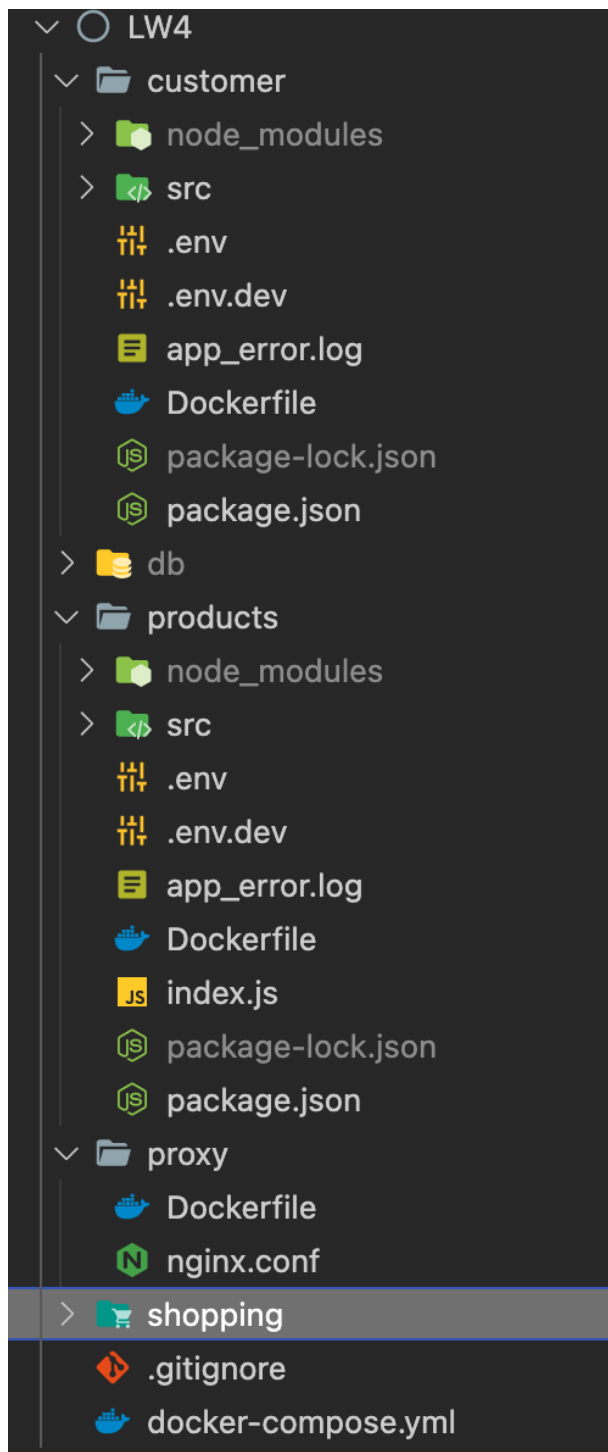 LW4
customer
node_modules
src
.env
.env.dev
app_error.log
Dockerfile
package-lock.json
package.json
db
products
node_modules
src
.env
.env.dev
app_error.log
Dockerfile
JS index.js
package-lock.json
package.json
proxy
Dockerfile
nginx.conf
shopping
.gitignore
docker-compose.yml